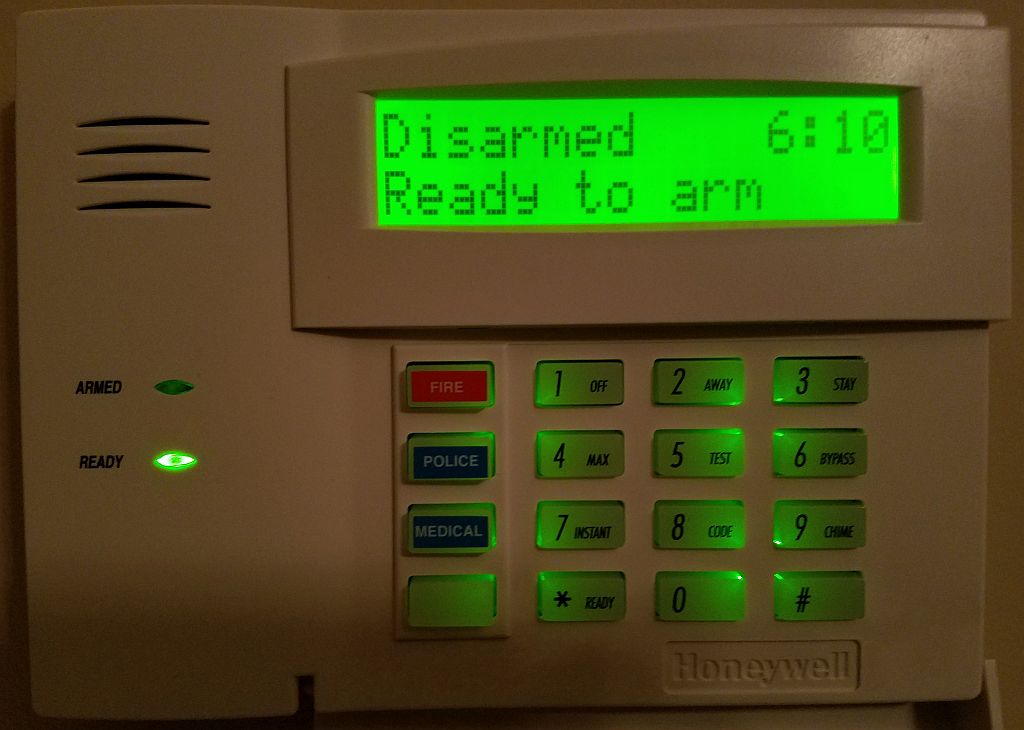 Disarmed 6:10
Ready to arm
ARMED
READY
FIRE
1 OFF
2 AWAY
3 STAY
POLICE
4 MAX
5 TEST
6 BYPASS
MEDICAL
7 INSTANT
8 CODE
9 CHIME
* READY
0
#
Honeywell